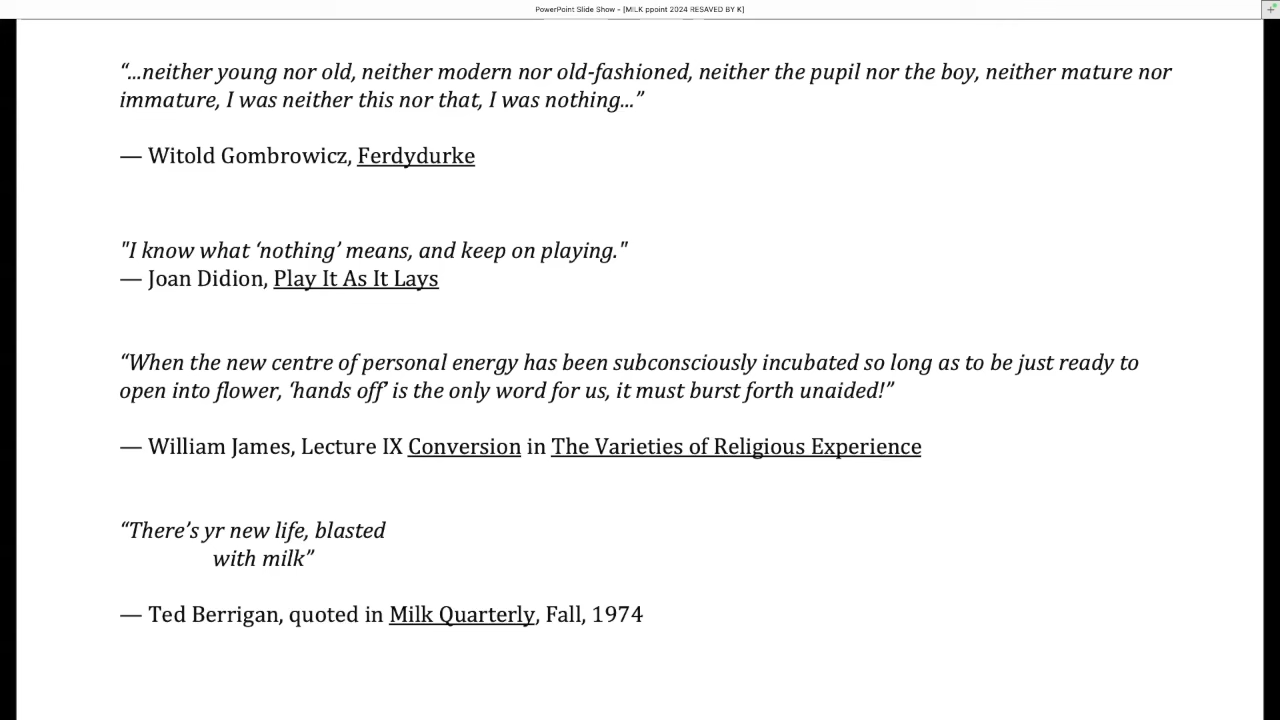 PowerPoint Slide Show - [MILK ppoint 2024 RESAVED BY K]
“...neither young nor old, neither modern nor old-fashioned, neither the pupil nor the boy, neither mature nor
immature, I was neither this nor that, I was nothing...”
— Witold Gombrowicz, Ferdydurke
"I know what ‘nothing’ means, and keep on playing."
— Joan Didion, Play It As It Lays
“When the new centre of personal energy has been subconsciously incubated so long as to be just ready to
open into flower, ‘hands off’ is the only word for us, it must burst forth unaided!”
— William James, Lecture IX Conversion in The Varieties of Religious Experience
“There’s yr new life, blasted
with milk”
— Ted Berrigan, quoted in Milk Quarterly, Fall, 1974